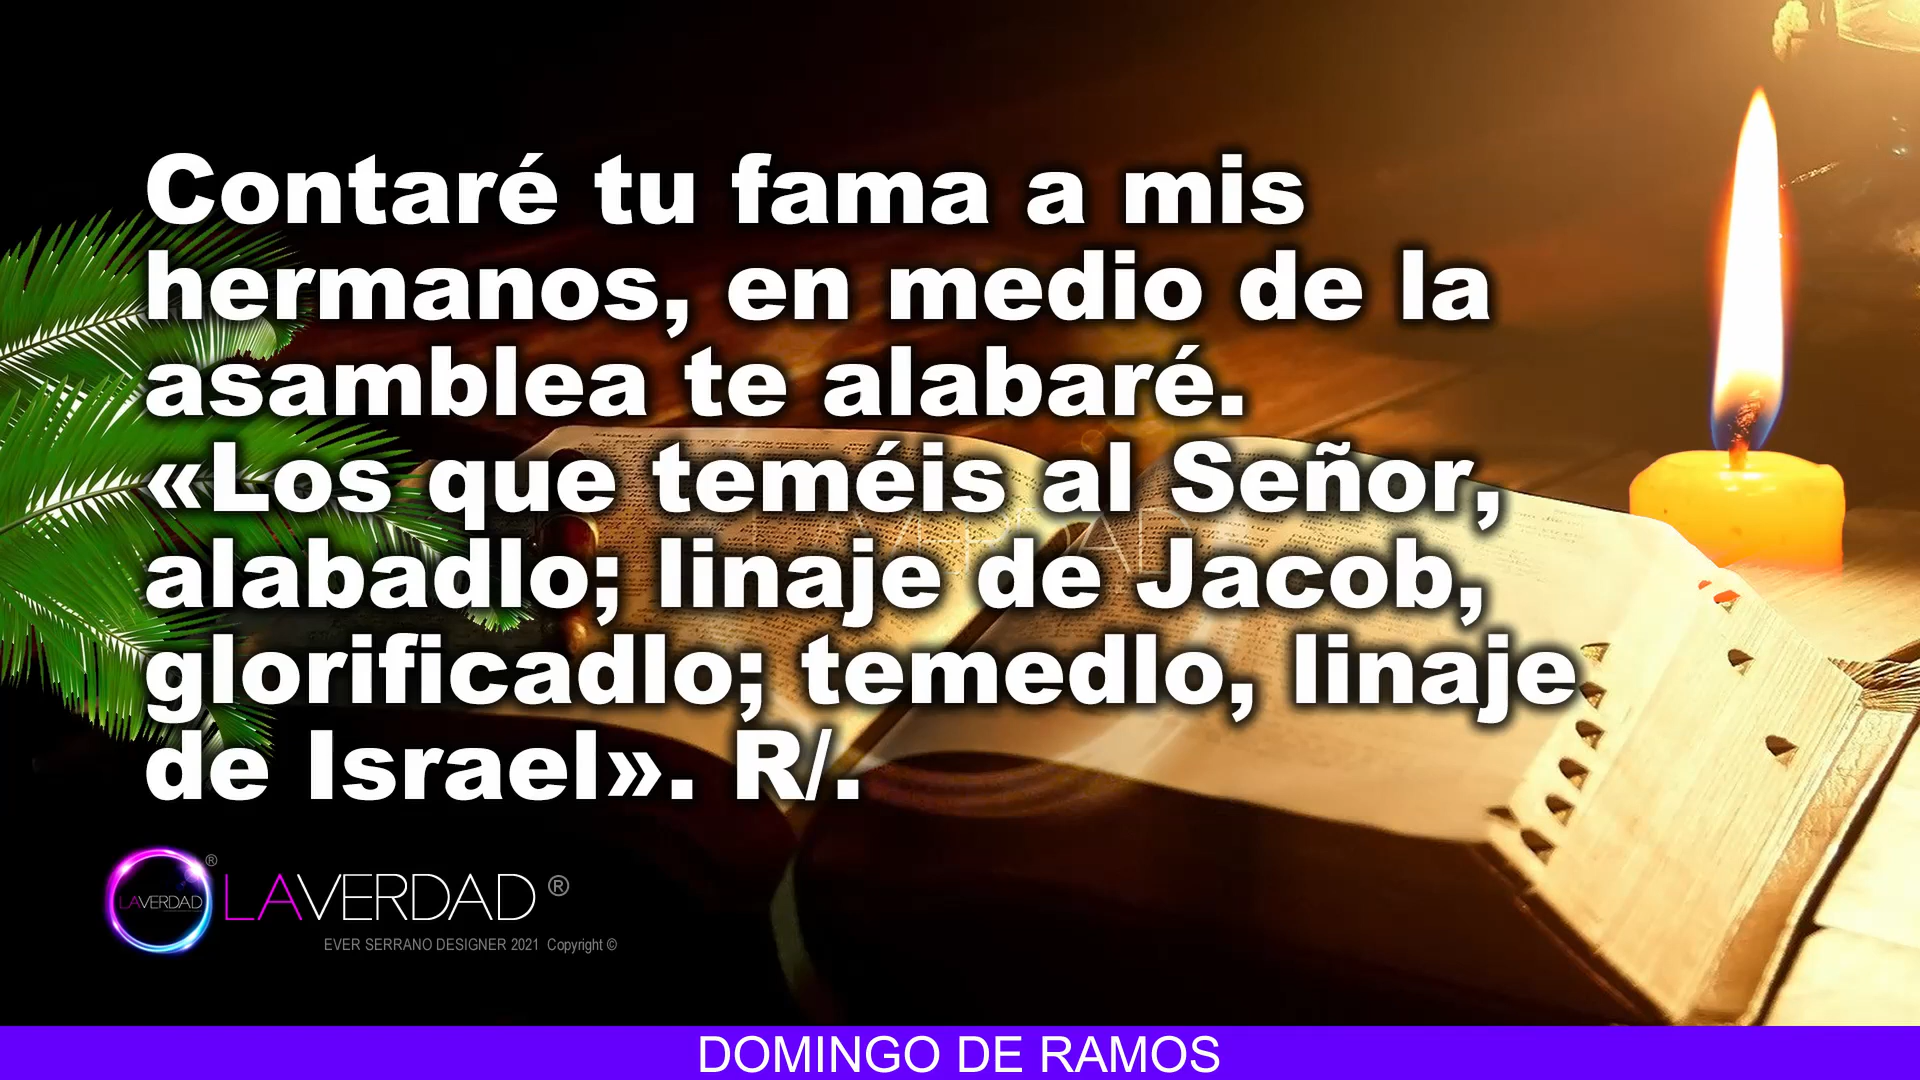 Contaré tu fama a mis
hermanos, en medio de la
asamblea te alabaré.
«Los que teméis al Señor,
alabadlo; linaje de Jacob,
glorificadlo; temedlo, linaje
de Israel». R/.
LAVERDAD ®
LAVERDAD ®
EVER SERRANO DESIGNER 2021 Copyright ©
DOMINGO DE RAMOS